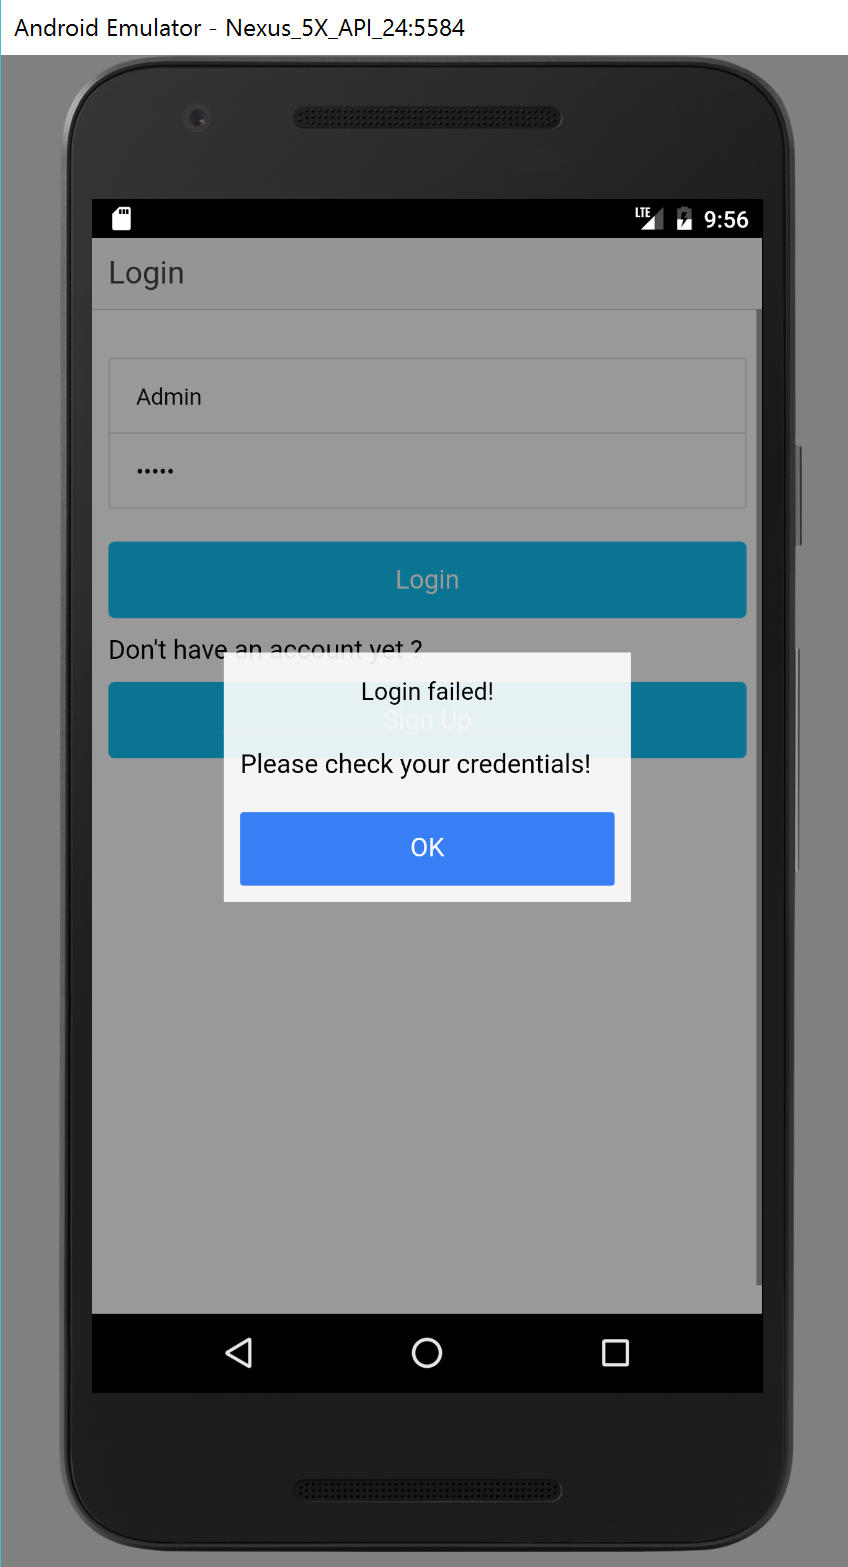 Android Emulator - Nexus_5X_API_24:5584
LTE 9:56
Login
Admin
•••••
Login
Don't have an account yet ?
Login failed!
Sign Up
Please check your credentials!
OK